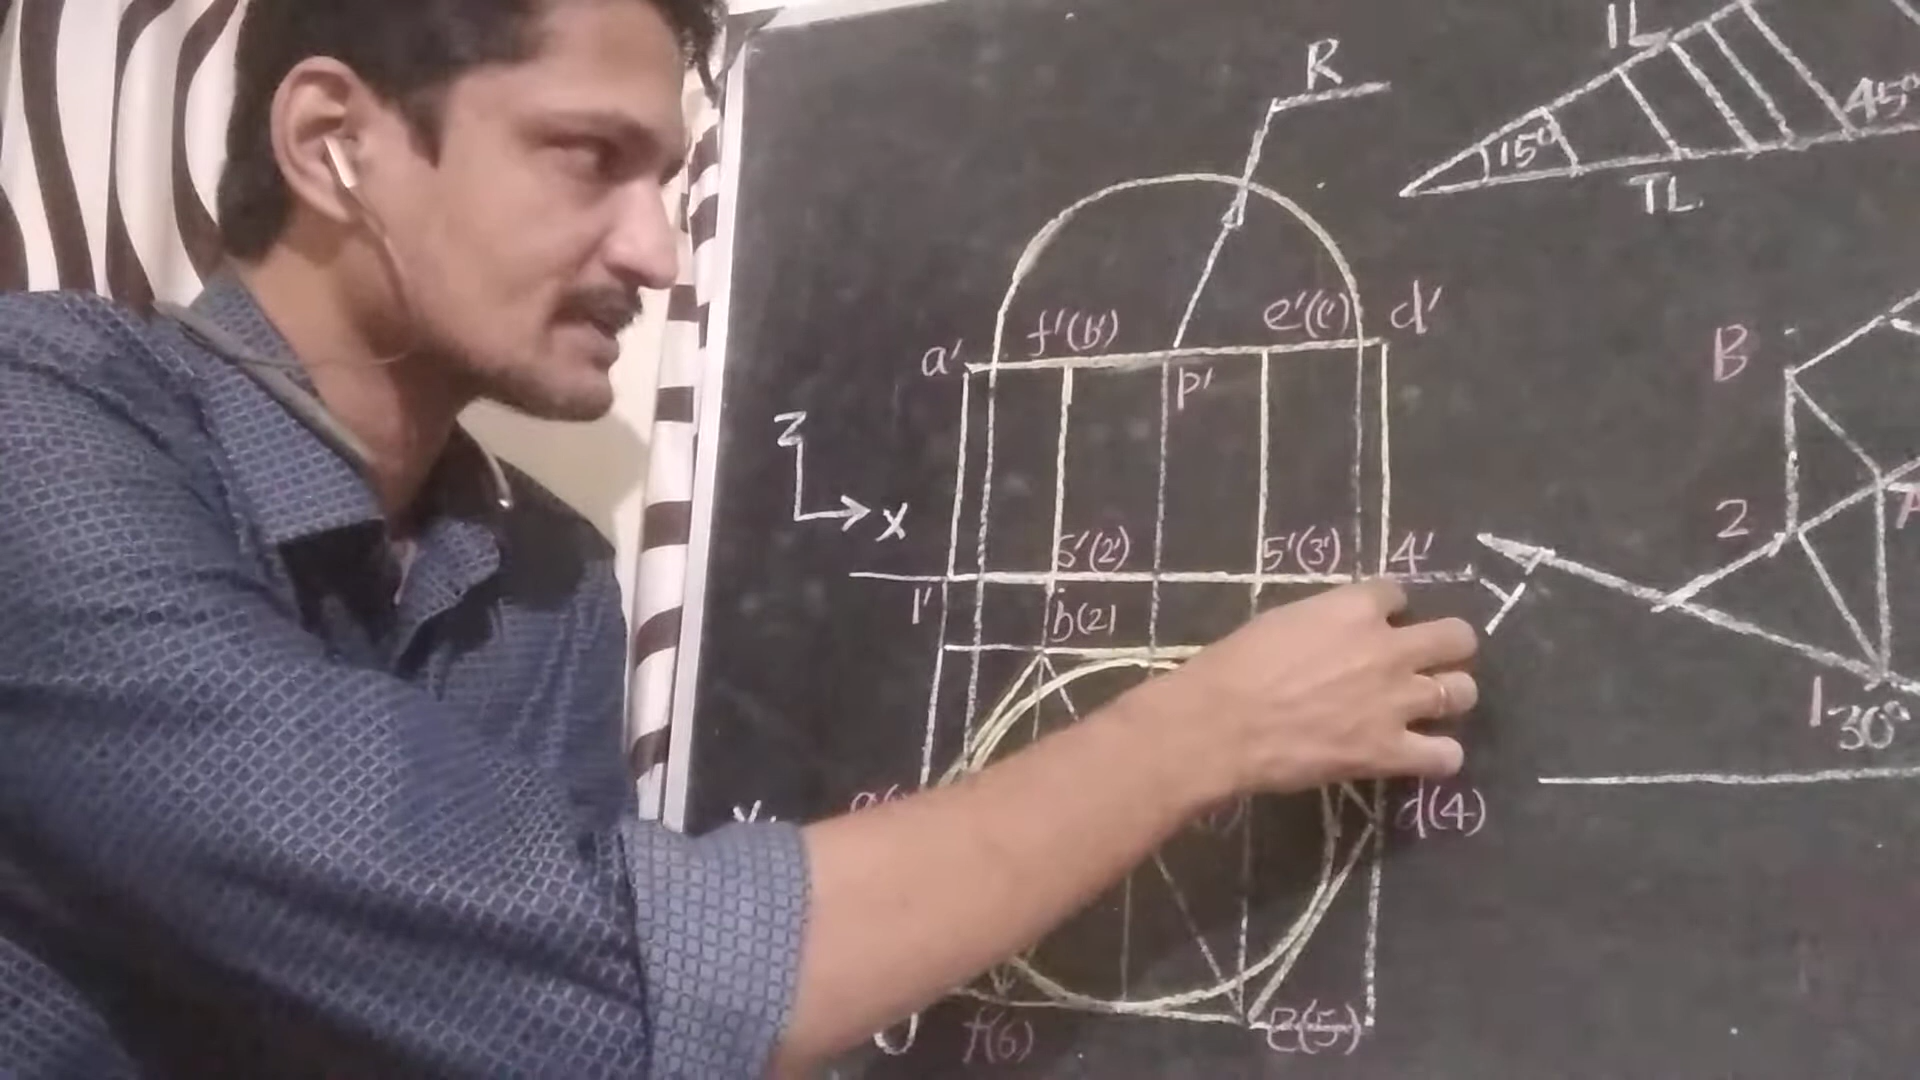 R
IL
15°
45°
TL
a'
f'(b')
e'(c')
d'
p'
B
Z
X
2
A
5'(2')
5'(3')
4'
Y
1'
b(2)
1
30°
d(4)
f(6)
e(5)